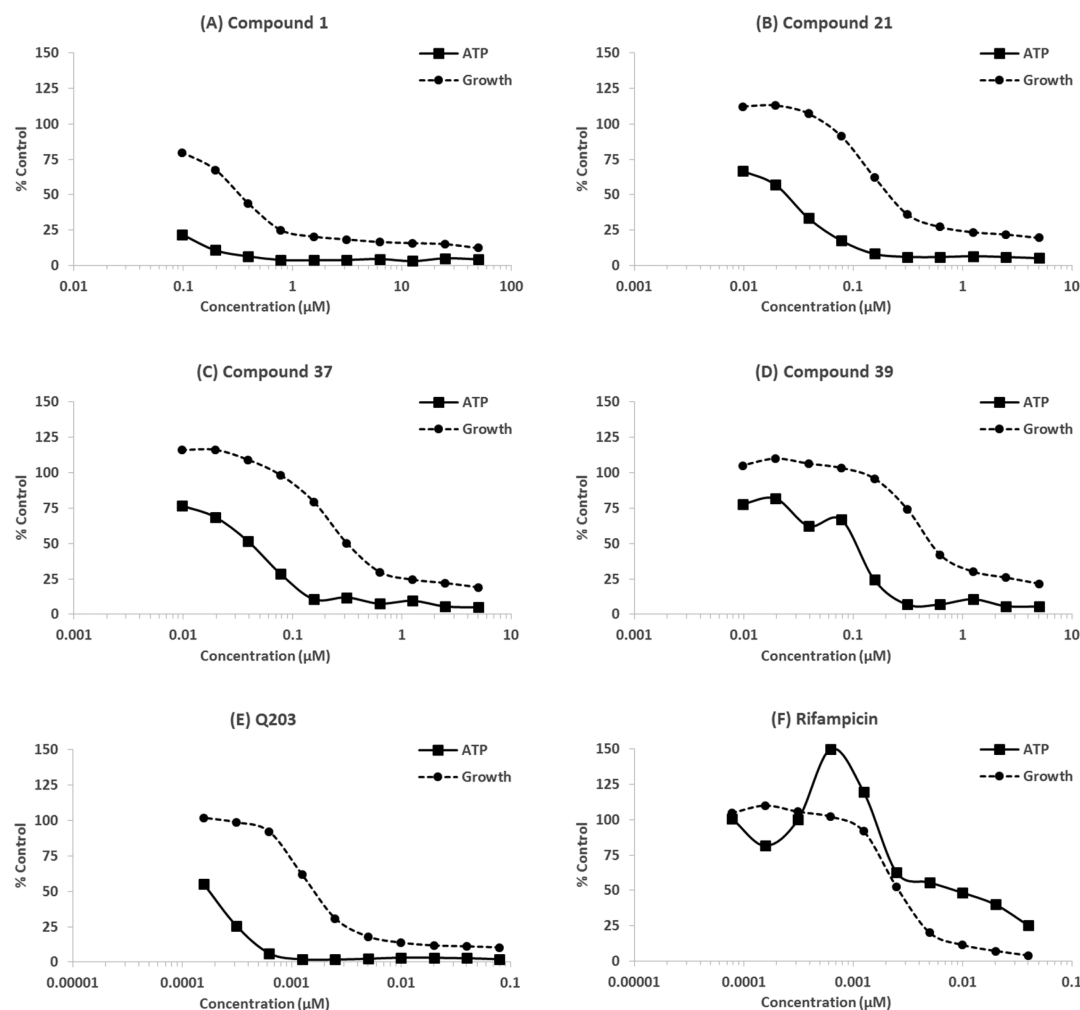 (A) Compound 1
ATP
Growth
150
125
100
75
50
25
0
% Control
0.01
0.1
1
10
100
Concentration (µM)
(B) Compound 21
ATP
Growth
150
125
100
75
50
25
0
% Control
0.001
0.01
0.1
1
10
Concentration (µM)
(C) Compound 37
ATP
Growth
150
125
100
75
50
25
0
% Control
0.001
0.01
0.1
1
10
Concentration (µM)
(D) Compound 39
ATP
Growth
150
125
100
75
50
25
0
% Control
0.001
0.01
0.1
1
10
Concentration (µM)
(E) Q203
ATP
Growth
150
125
100
75
50
25
0
% Control
0.00001
0.0001
0.001
0.01
0.1
Concentration (µM)
(F) Rifampicin
ATP
Growth
150
125
100
75
50
25
0
% Control
0.00001
0.0001
0.001
0.01
0.1
Concentration (µM)